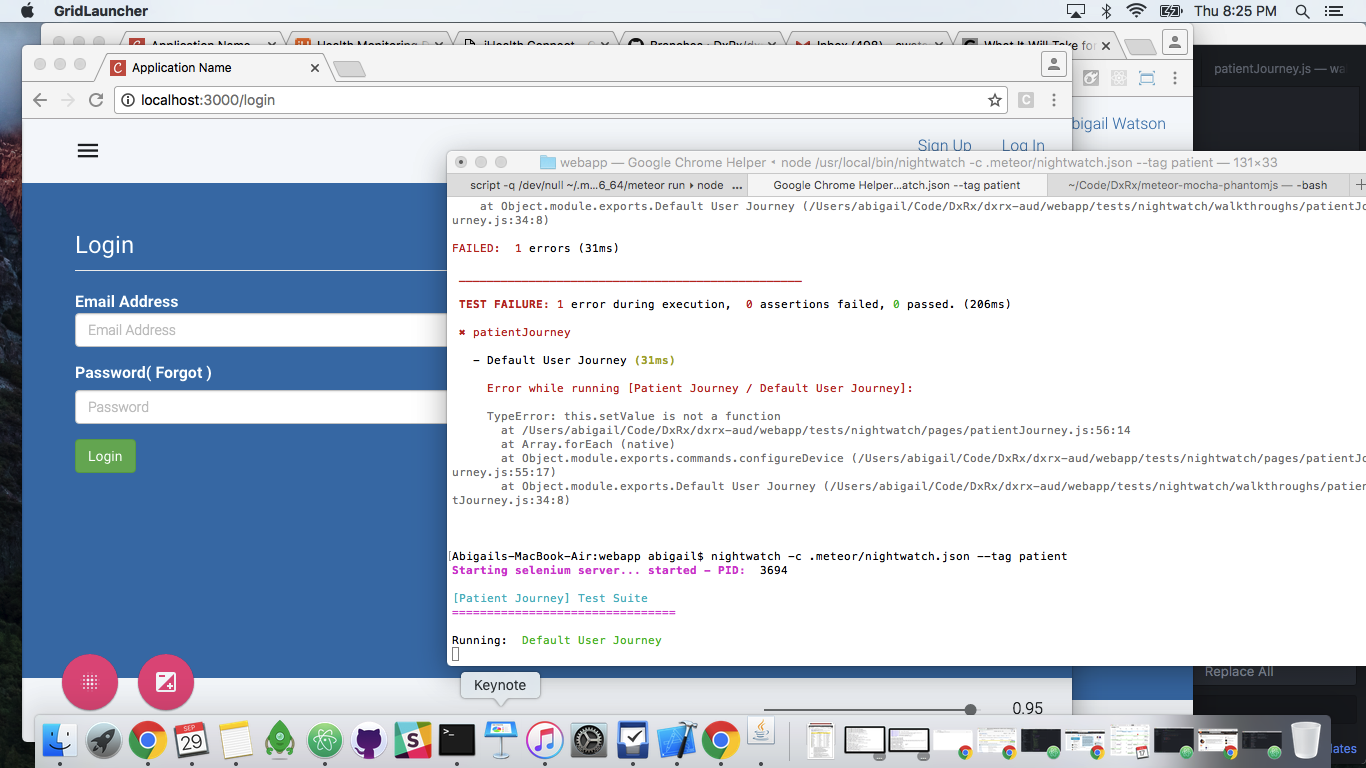 GridLauncher
Thu 8:25 PM
Application Name
Health Monitoring
iHealth Connect
Branches · DxRx/d
Inbox (498)
What It Will Take for
patientJournal.js — wa
Application Name
localhost:3000/login
C
bigail Watson
Sign Up Log In
webapp — Google Chrome Helper • node /usr/local/bin/nightwatch -c .meteor/nightwatch.json --tag patient — 131×33
script -q /dev/null ~/.m...6_64/meteor run ▸ node ...
Google Chrome Helper...atch.json --tag patient
~/Code/DxRx/meteor-mocha-phantomjs — -bash
at Object.module.exports.Default User Journey (/Users/abigail/Code/DxRx/dxrx-aud/webapp/tests/nightwatch/walkthroughs/patientJo
urney.js:34:8)
FAILED: 1 errors (31ms)
TEST FAILURE: 1 error during execution, 0 assertions failed, 0 passed. (206ms)
✖ patientJourney
– Default User Journey (31ms)
Error while running [Patient Journey / Default User Journey]:
TypeError: this.setValue is not a function
at /Users/abigail/Code/DxRx/dxrx-aud/webapp/tests/nightwatch/pages/patientJourney.js:56:14
at Array.forEach (native)
at Object.module.exports.commands.configureDevice (/Users/abigail/Code/DxRx/dxrx-aud/webapp/tests/nightwatch/pages/patientJo
urney.js:55:17)
at Object.module.exports.Default User Journey (/Users/abigail/Code/DxRx/dxrx-aud/webapp/tests/nightwatch/walkthroughs/patien
tJourney.js:34:8)
[Abigails-MacBook-Air:webapp abigail$ nightwatch -c .meteor/nightwatch.json --tag patient
Starting selenium server... started - PID: 3694
[Patient Journey] Test Suite
================================
Running: Default User Journey
Login
Email Address
Email Address
Password( Forgot )
Password
Login
Replace All
Keynote
0.95
SEP
29
17
lates